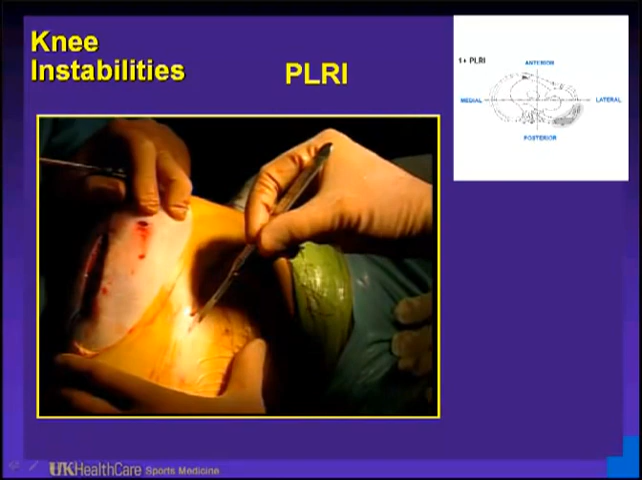 Knee
Instabilities
PLRI
1+ PLRI
ANTERIOR
MEDIAL
LATERAL
POSTERIOR
UKHealthCare Sports Medicine